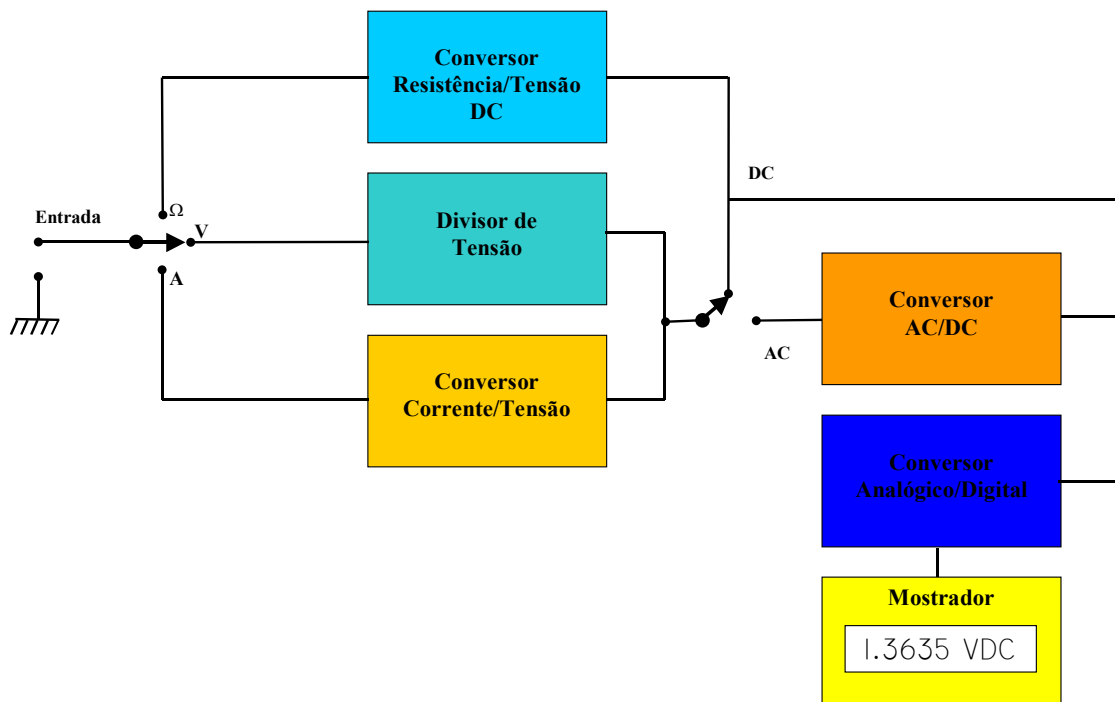 Conversor
Resistência/Tensão
DC
DC
Entrada
Ω
V
A
Divisor de
Tensão
Conversor
AC/DC
AC
Conversor
Corrente/Tensão
Conversor
Analógico/Digital
Mostrador
1.3635 VDC